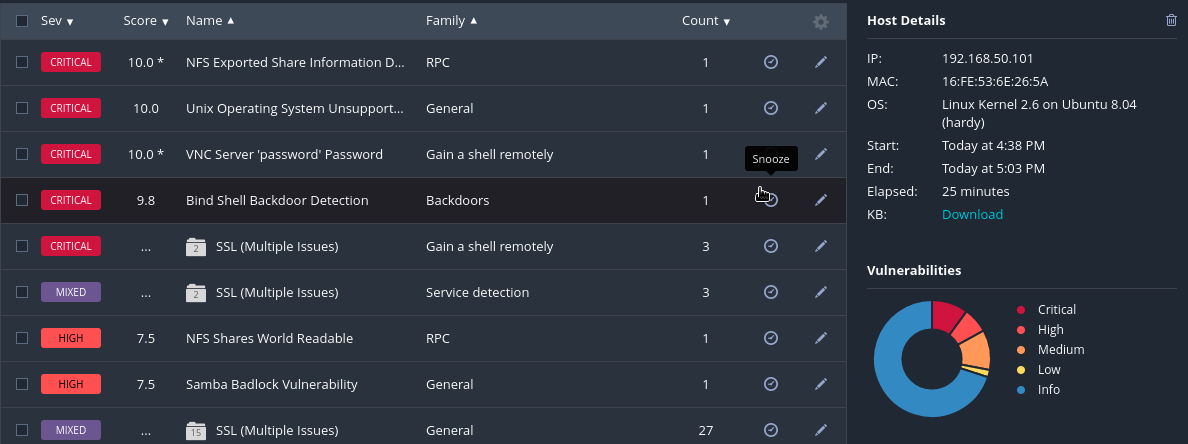 Sev Score Name Family Count
CRITICAL 10.0 * NFS Exported Share Information D... RPC 1
CRITICAL 10.0 Unix Operating System Unsupport... General 1
CRITICAL 10.0 * VNC Server 'password' Password Gain a shell remotely 1
Snooze
CRITICAL 9.8 Bind Shell Backdoor Detection Backdoors 1
CRITICAL ... 2 SSL (Multiple Issues) Gain a shell remotely 3
MIXED ... 2 SSL (Multiple Issues) Service detection 3
HIGH 7.5 NFS Shares World Readable RPC 1
HIGH 7.5 Samba Badlock Vulnerability General 1
MIXED ... 15 SSL (Multiple Issues) General 27
Host Details
IP: 192.168.50.101
MAC: 16:FE:53:6E:26:5A
OS: Linux Kernel 2.6 on Ubuntu 8.04
(hardy)
Start: Today at 4:38 PM
End: Today at 5:03 PM
Elapsed: 25 minutes
KB: Download
Vulnerabilities
Critical
High
Medium
Low
Info